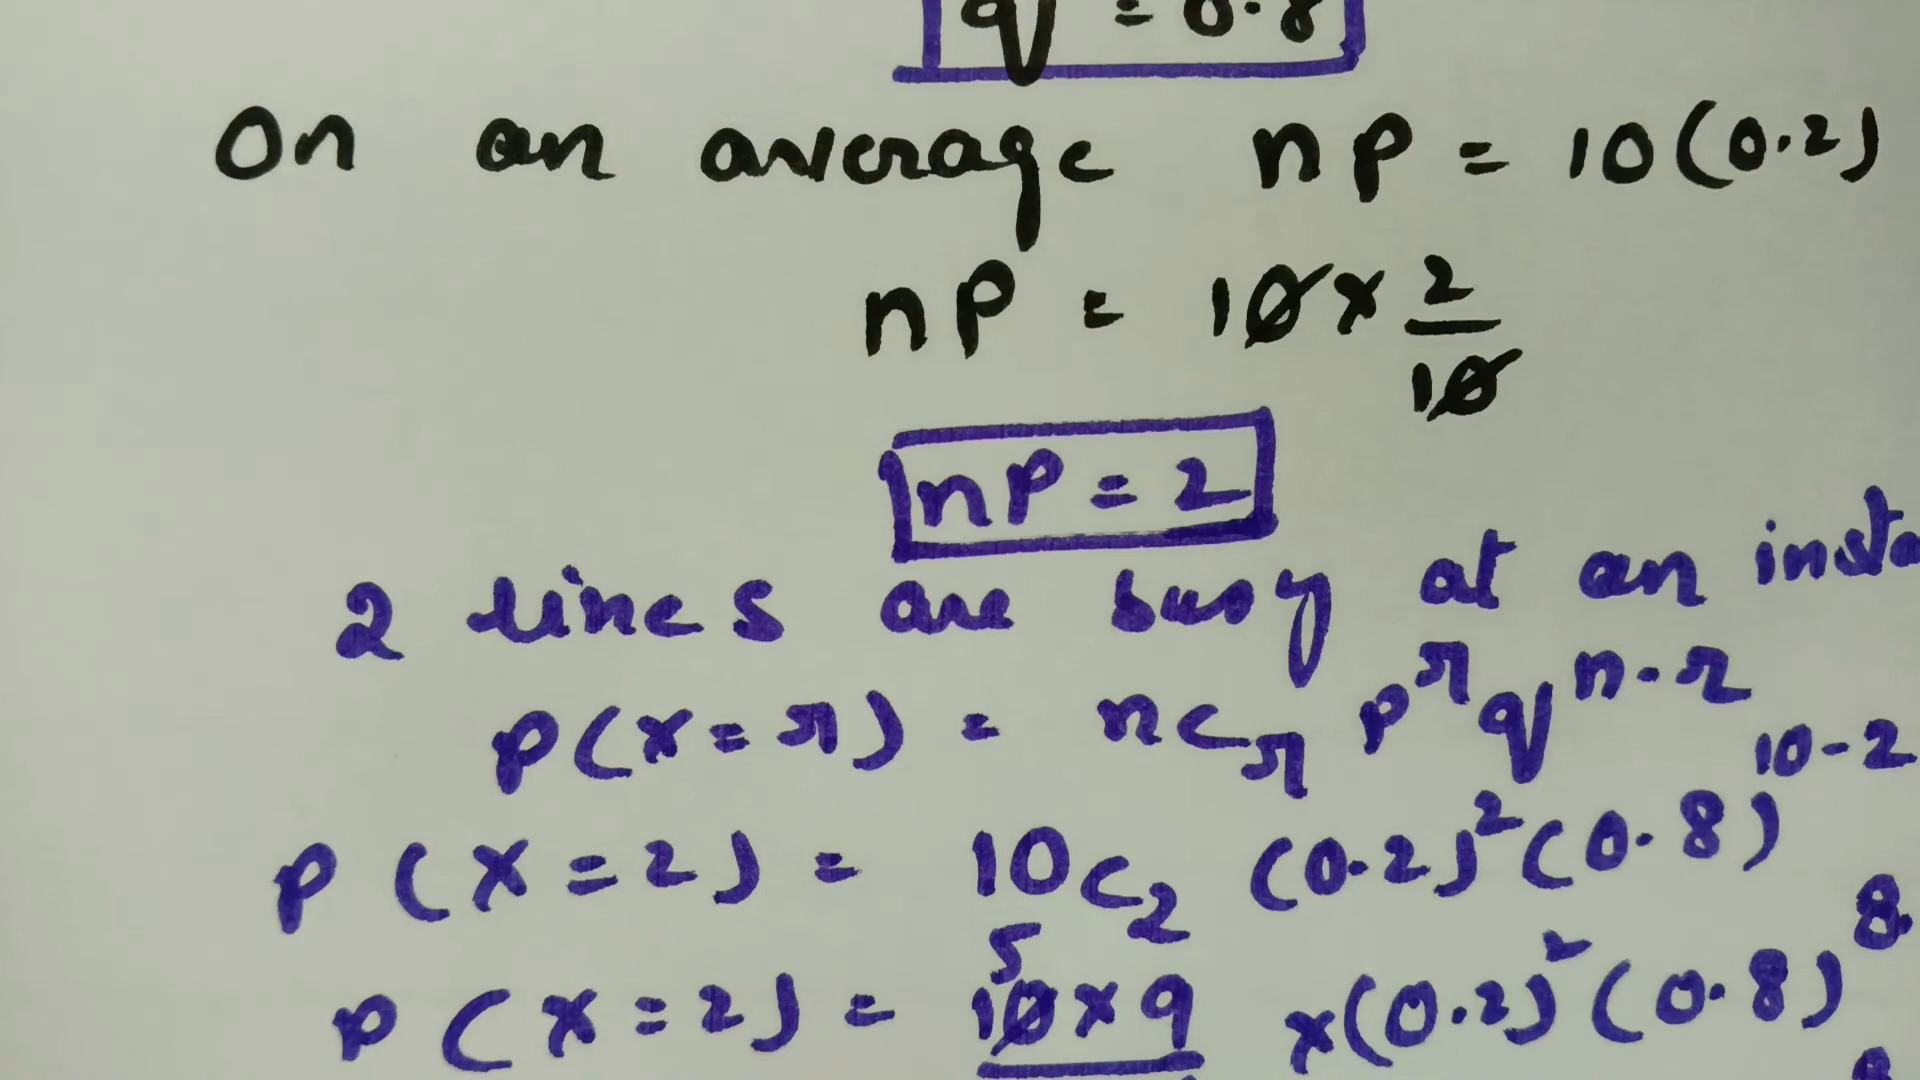 q = 0.8
On an average np = 10(0.2)
np = 10 x 2/10
np = 2
2 lines are busy at an insta
p(x=r) = ncr p^r q^n-r
p(x=2) = 10c2 (0.2)^2 (0.8)^10-2
p(x=2) = 5 10x9 x(0.2)^2 (0.8)^8